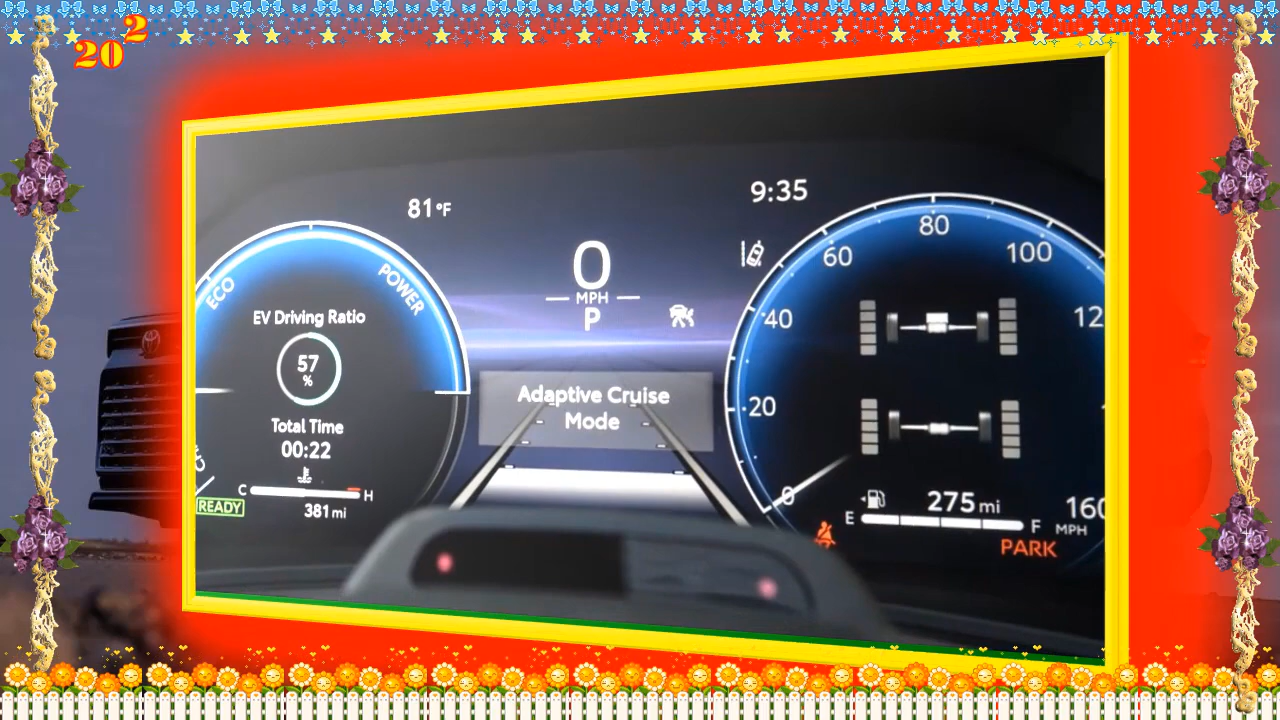 202
81°F
9:35
0
MPH
P
ECO
POWER
EV Driving Ratio
57
%
Total Time
00:22
C
H
READY
381 mi
Adaptive Cruise
Mode
0
20
40
60
80
100
12
160
MPH
275 mi
E
F
PARK